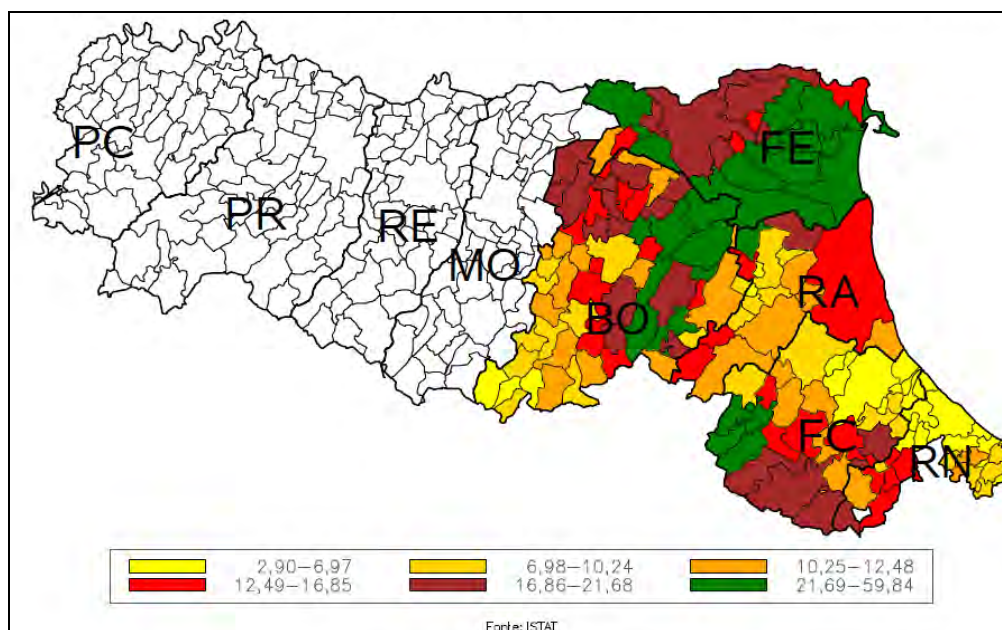 PC
FE
PR
RE
MO
RA
BO
FC
RN
2,90–6,97 6,98–10,24 10,25–12,48
12,49–16,85 16,86–21,68 21,69–59,84
Fonte: ISTAT